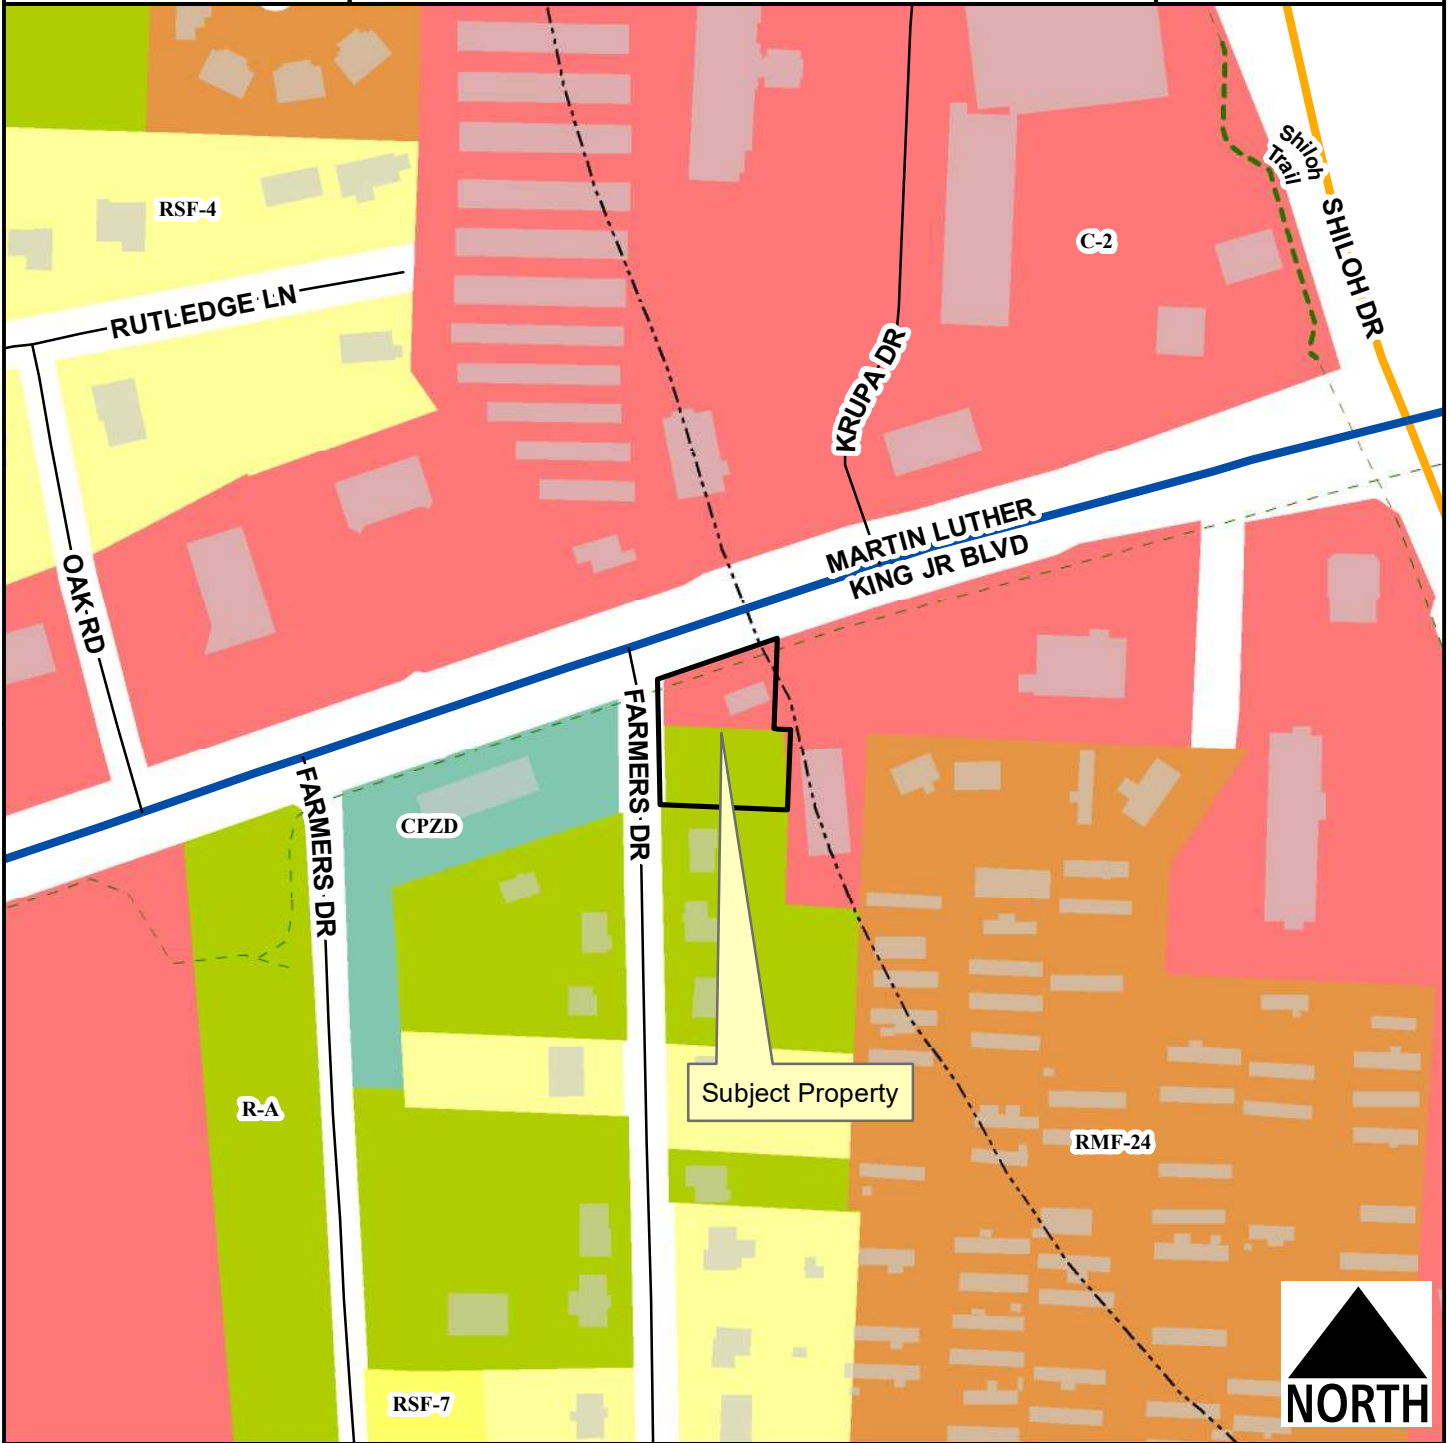 Shiloh
Trail
RSF-4
SHILOH DR
C-2
RUTLEDGE LN
KRUPA DR
MARTIN LUTHER
KING JR BLVD
OAK RD
FARMERS DR
FARMERS DR
CPZD
Subject Property
R-A
RMF-24
RSF-7
NORTH